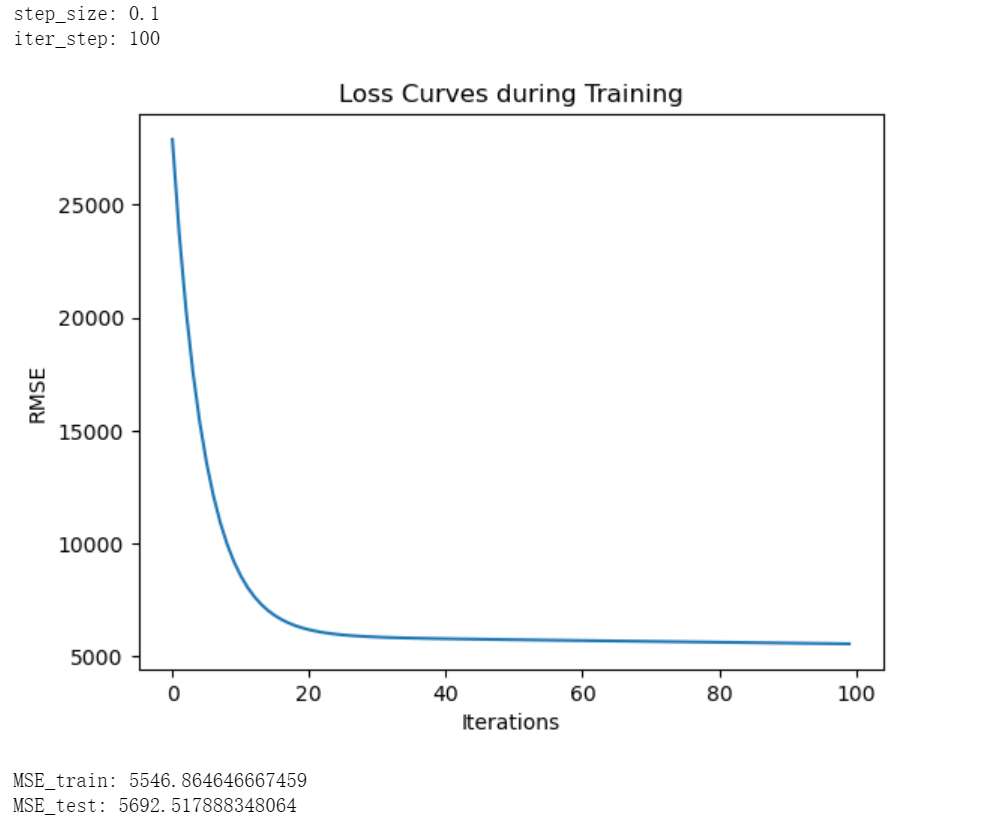 step_size: 0.1
iter_step: 100
Loss Curves during Training
25000
20000
15000
10000
5000
RMSE
0 20 40 60 80 100
Iterations
MSE_train: 5546.864646667459
MSE_test: 5692.517888348064